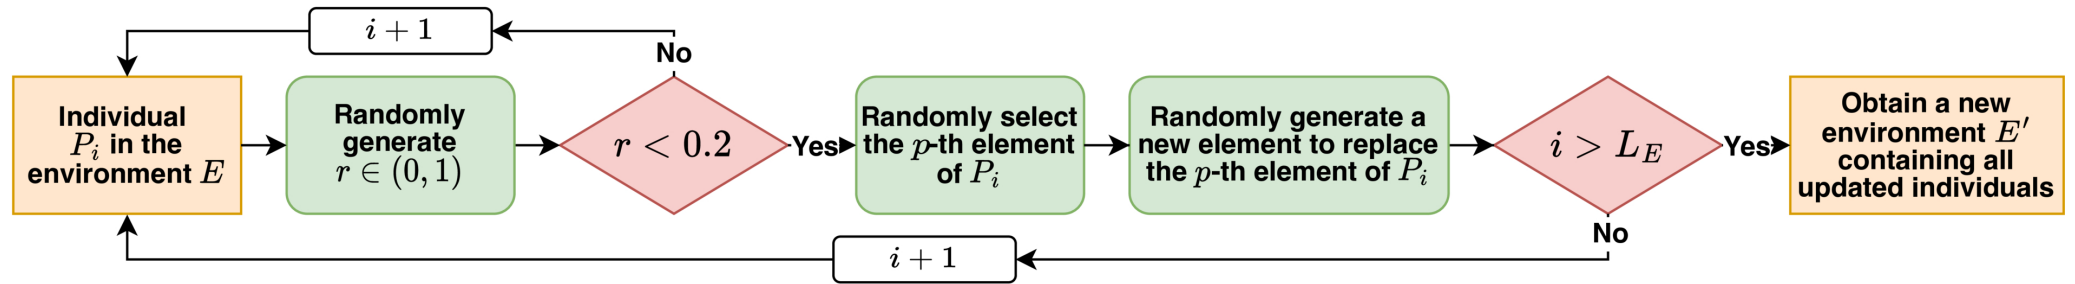 i + 1
No
Individual
P_i in the
environment E
Randomly
generate
r ∈ (0, 1)
r < 0.2
Yes
Randomly select
the p-th element
of P_i
Randomly generate a
new element to replace
the p-th element of P_i
i > L_E
Yes
Obtain a new
environment E′
containing all
updated individuals
No
i + 1